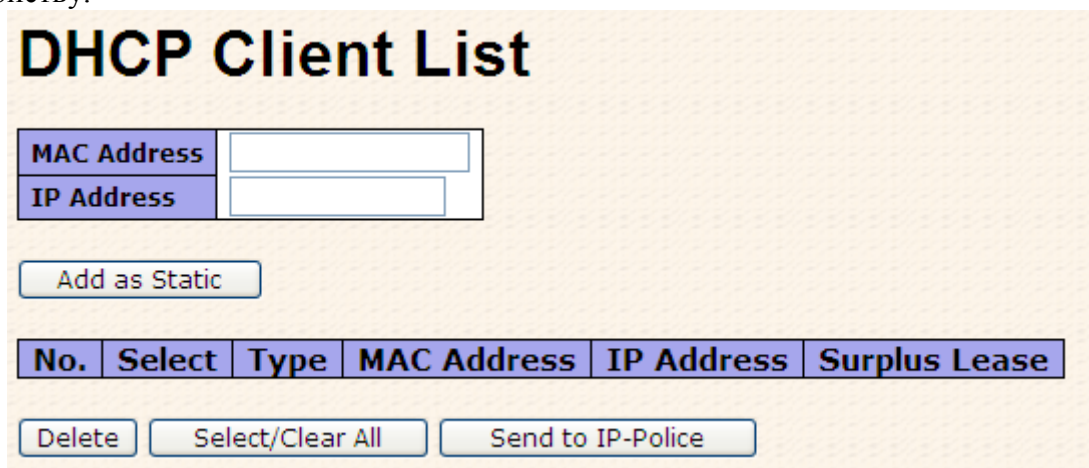 DHCP Client List
MAC Address
IP Address
Add as Static
No. Select Type MAC Address IP Address Surplus Lease
Delete Select/Clear All Send to IP-Police